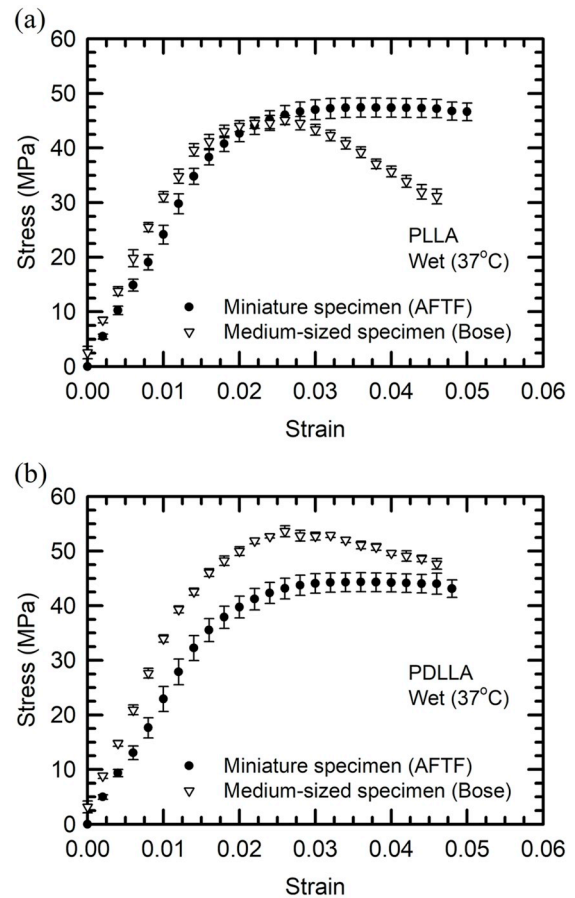 (a)
60
50
40
30
20
10
0
Stress (MPa)
PLLA
Wet (37°C)
Miniature specimen (AFTF)
Medium-sized specimen (Bose)
0.00 0.01 0.02 0.03 0.04 0.05 0.06
Strain
(b)
60
50
40
30
20
10
0
Stress (MPa)
PDLLA
Wet (37°C)
Miniature specimen (AFTF)
Medium-sized specimen (Bose)
0.00 0.01 0.02 0.03 0.04 0.05 0.06
Strain